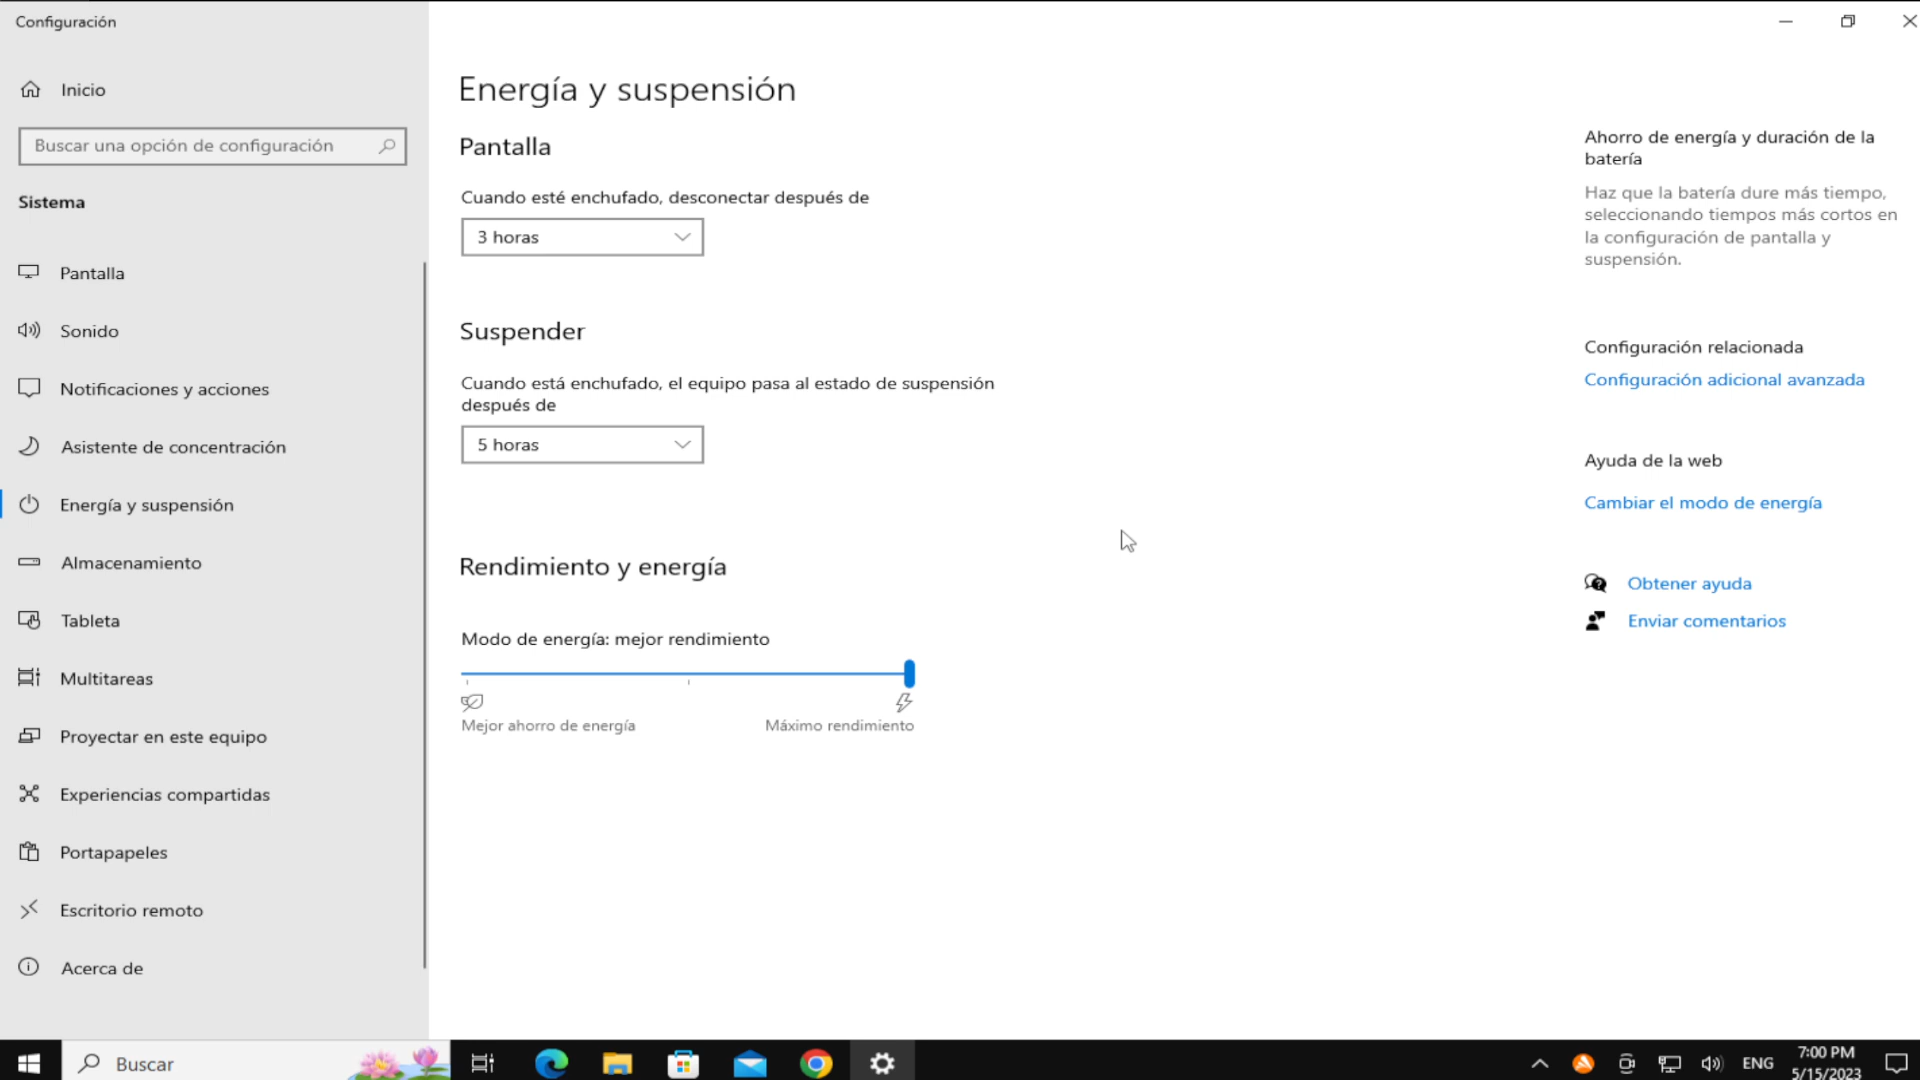 Configuración
Inicio
Buscar una opción de configuración
Sistema
Pantalla
Sonido
Notificaciones y acciones
Asistente de concentración
Energía y suspensión
Almacenamiento
Tableta
Multitareas
Proyectar en este equipo
Experiencias compartidas
Portapapeles
Escritorio remoto
Acerca de
Energía y suspensión
Pantalla
Cuando esté enchufado, desconectar después de
3 horas
Suspender
Cuando está enchufado, el equipo pasa al estado de suspensión
después de
5 horas
Rendimiento y energía
Modo de energía: mejor rendimiento
Mejor ahorro de energía
Máximo rendimiento
Ahorro de energía y duración de la
batería
Haz que la batería dure más tiempo,
seleccionando tiempos más cortos en
la configuración de pantalla y
suspensión.
Configuración relacionada
Configuración adicional avanzada
Ayuda de la web
Cambiar el modo de energía
Obtener ayuda
Enviar comentarios
Buscar
ENG
7:00 PM
5/15/2023